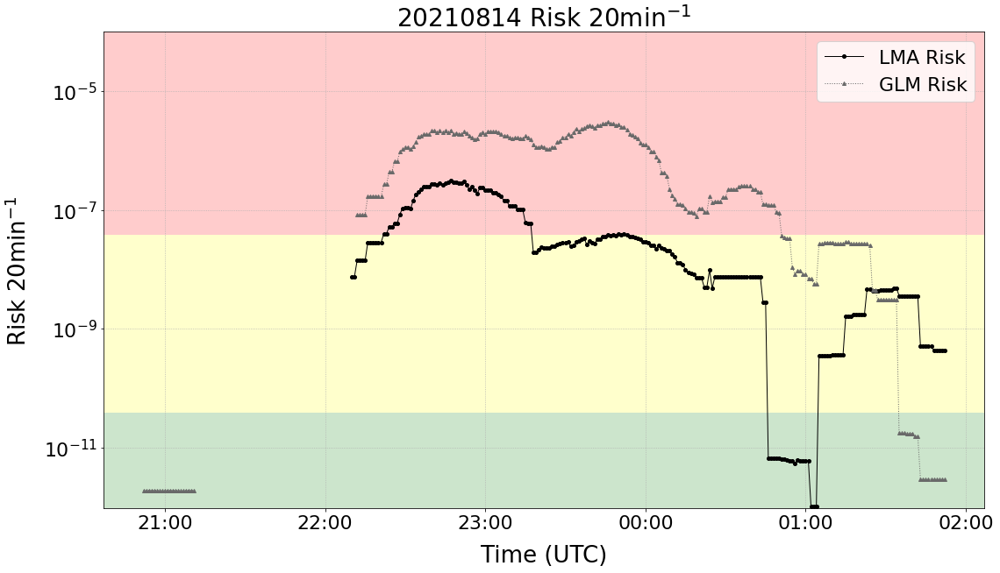 20210814 Risk 20min⁻¹
LMA Risk
GLM Risk
Risk 20min⁻¹
10⁻⁵
10⁻⁷
10⁻⁹
10⁻¹¹
21:00 22:00 23:00 00:00 01:00 02:00
Time (UTC)